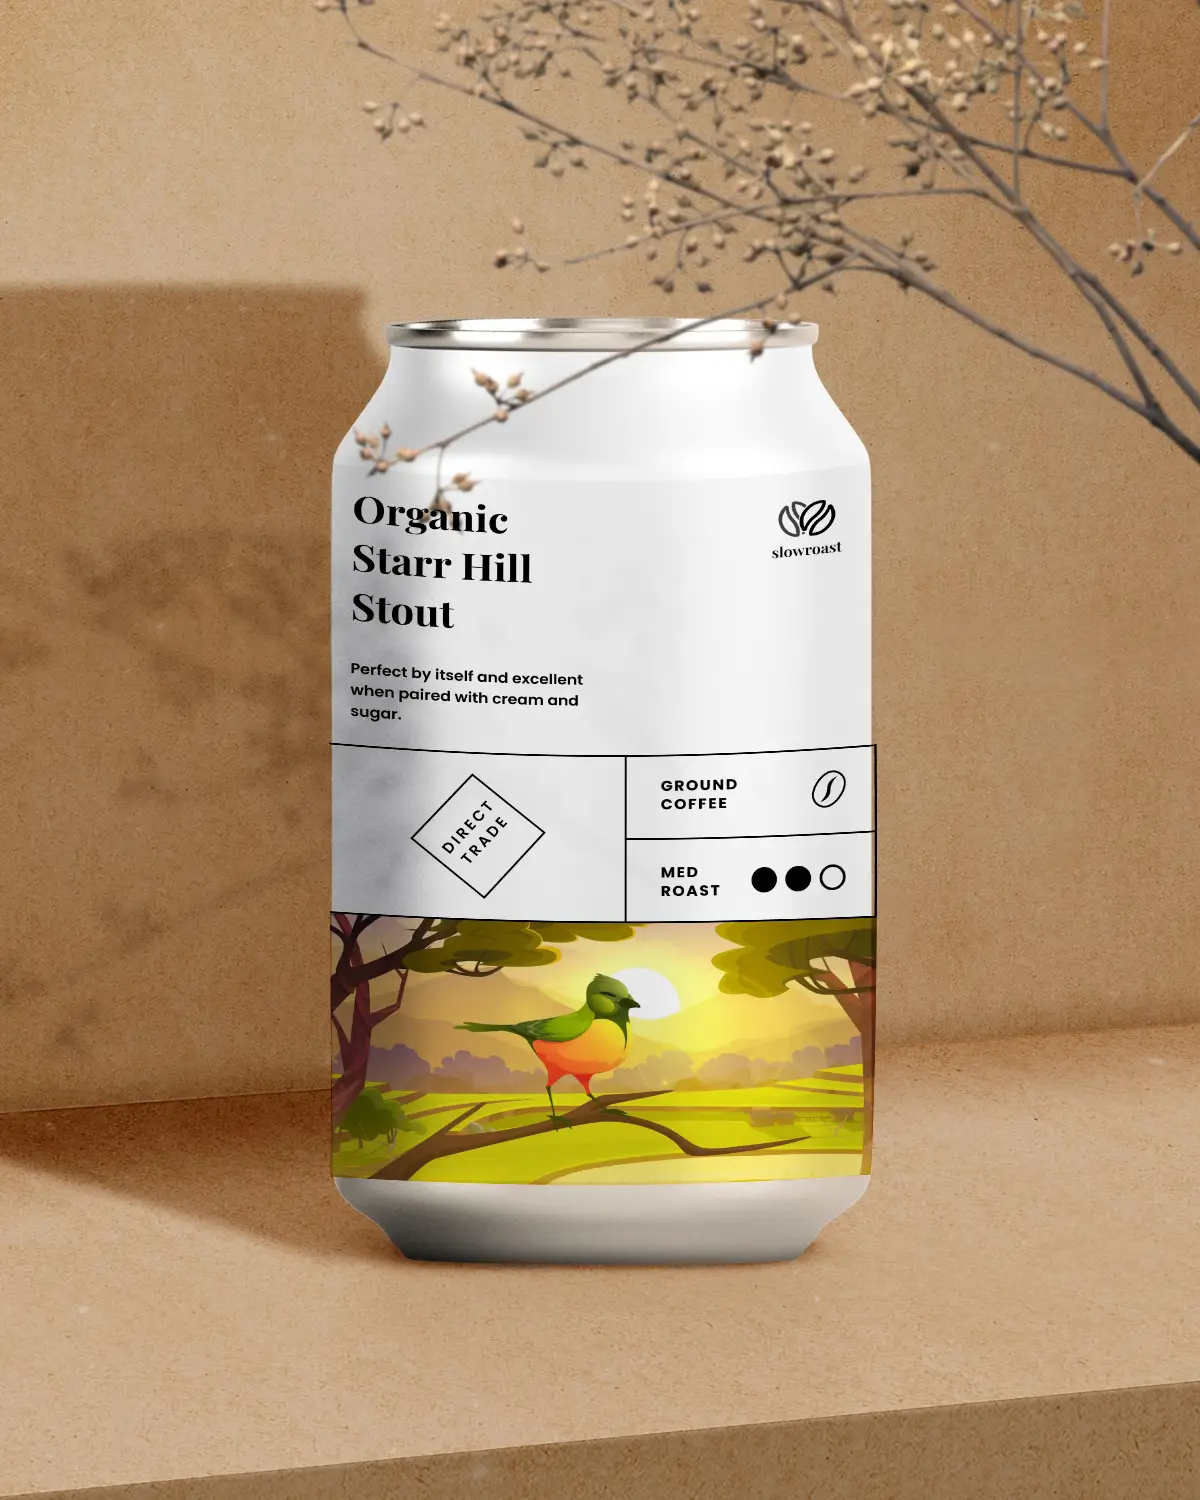 Organic
Starr Hill
Stout
slowroast
Perfect by itself and excellent
when paired with cream and
sugar.
DIRECT
TRADE
GROUND
COFFEE
MED
ROAST